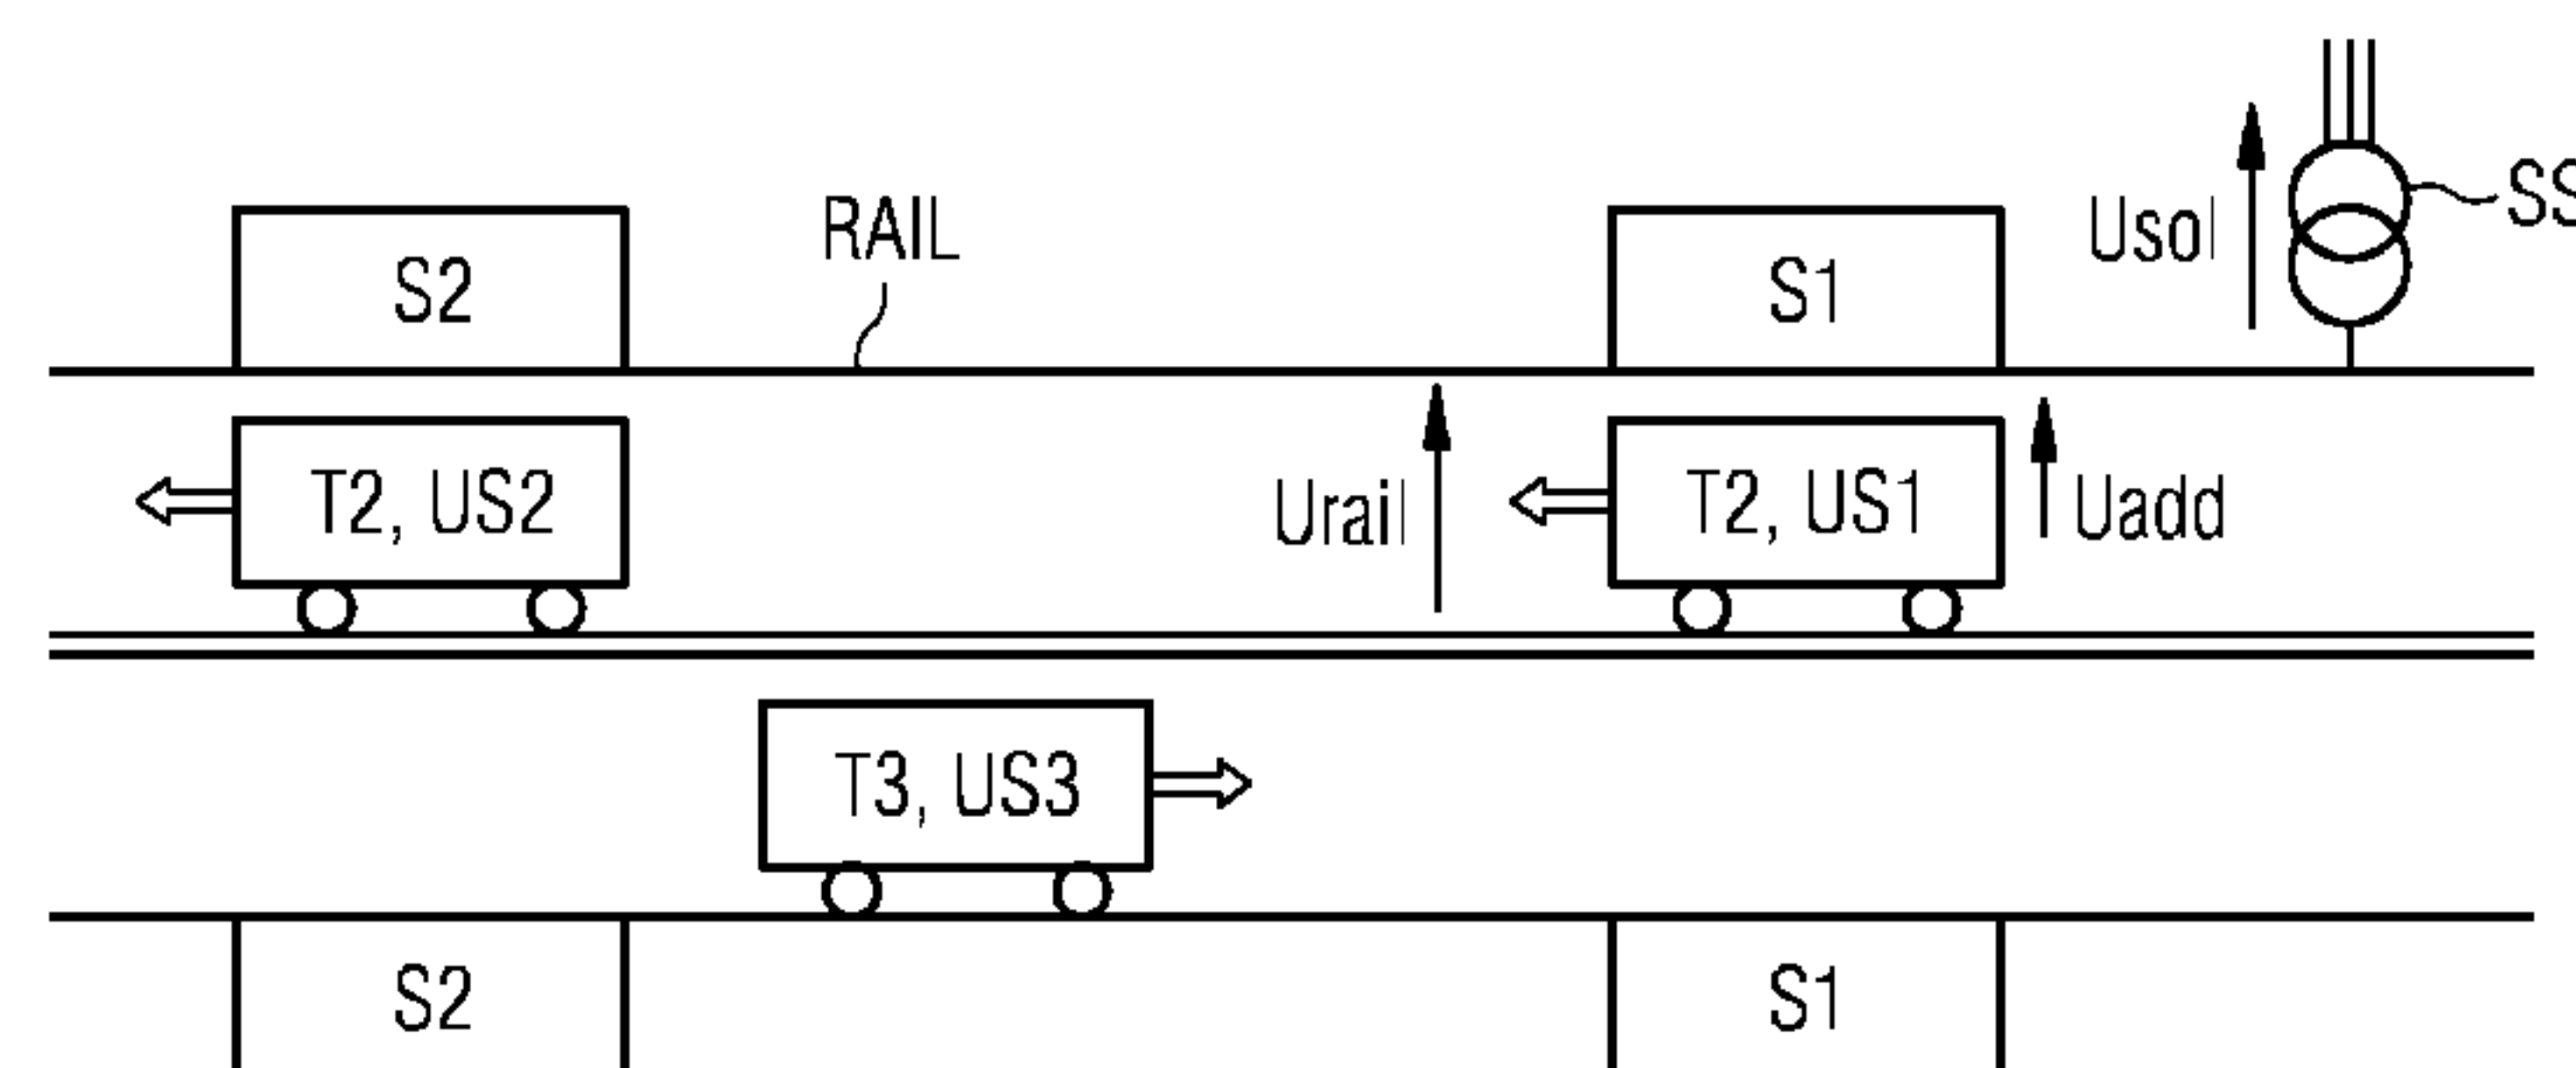 RAIL
S2
S1
Usol
SS
T2, US2
Urail
T2, US1
Uadd
T3, US3
S2
S1